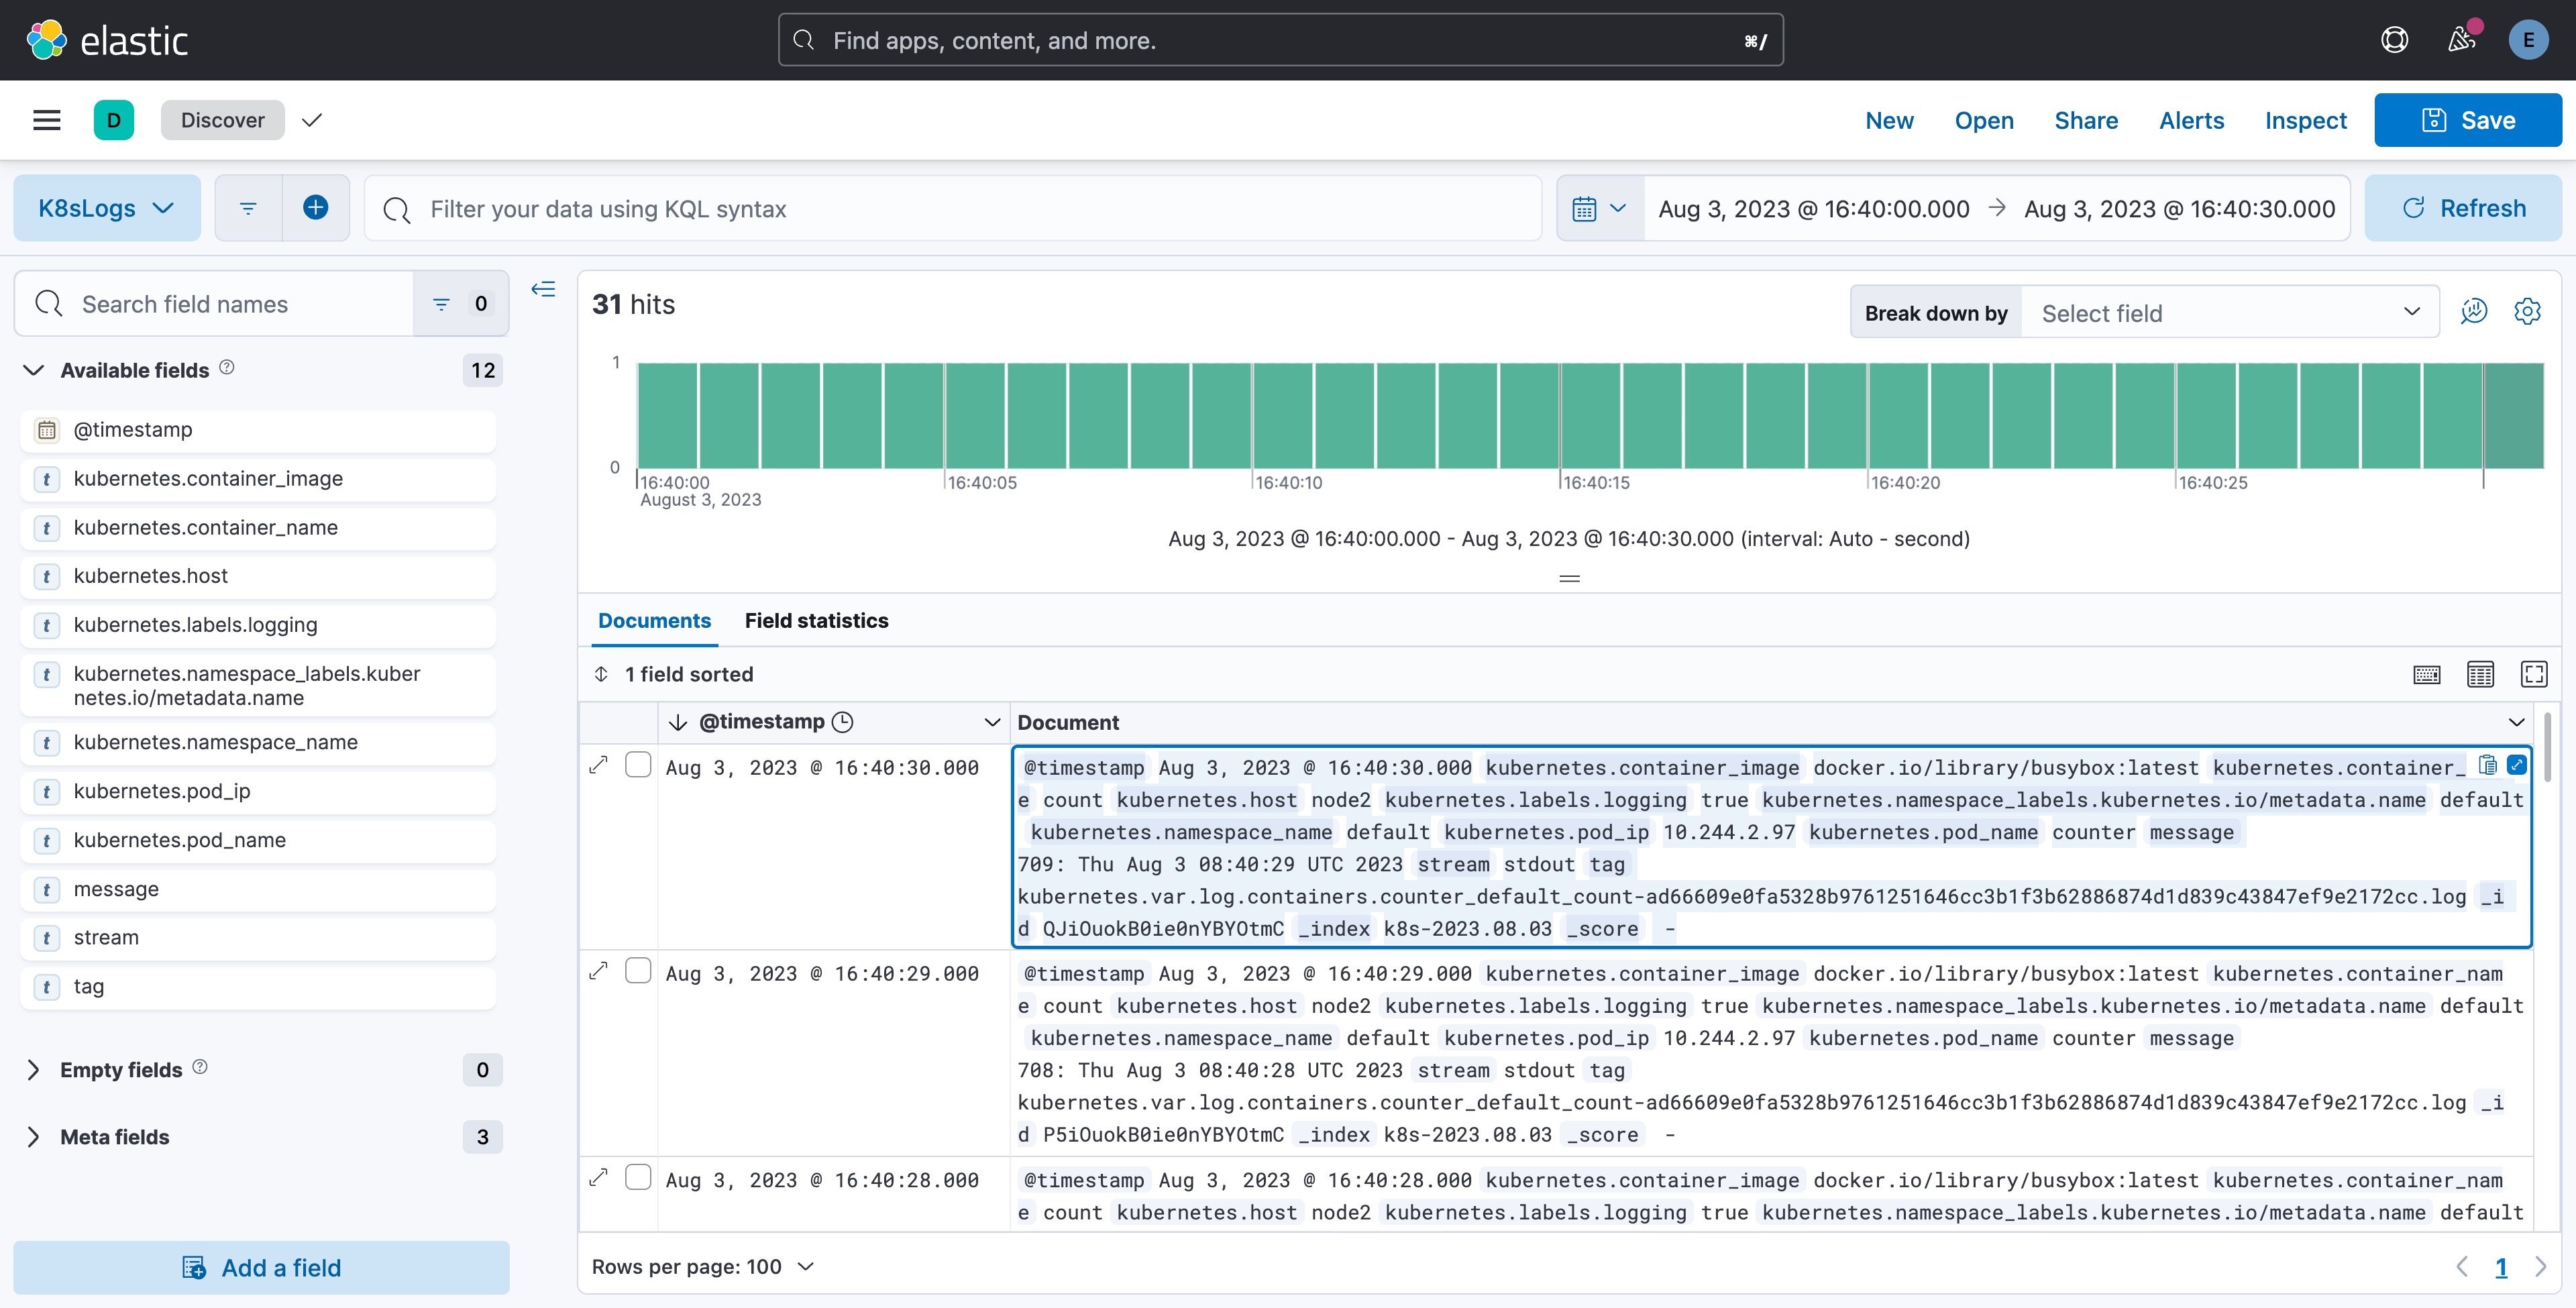 elastic
Find apps, content, and more.
⌘/
E
D
Discover
New
Open
Share
Alerts
Inspect
Save
K8sLogs
Filter your data using KQL syntax
Aug 3, 2023 @ 16:40:00.000 → Aug 3, 2023 @ 16:40:30.000
Refresh
Search field names
0
Available fields
12
@timestamp
t kubernetes.container_image
t kubernetes.container_name
t kubernetes.host
t kubernetes.labels.logging
t kubernetes.namespace_labels.kuber
netes.io/metadata.name
t kubernetes.namespace_name
t kubernetes.pod_ip
t kubernetes.pod_name
t message
t stream
t tag
Empty fields
0
Meta fields
3
Add a field
31 hits
Break down by
Select field
1
0
16:40:00
August 3, 2023
16:40:05
16:40:10
16:40:15
16:40:20
16:40:25
Aug 3, 2023 @ 16:40:00.000 - Aug 3, 2023 @ 16:40:30.000 (interval: Auto - second)
Documents
Field statistics
1 field sorted
@timestamp
Document
Aug 3, 2023 @ 16:40:30.000
@timestamp Aug 3, 2023 @ 16:40:30.000 kubernetes.container_image docker.io/library/busybox:latest kubernetes.container_
e count kubernetes.host node2 kubernetes.labels.logging true kubernetes.namespace_labels.kubernetes.io/metadata.name default
kubernetes.namespace_name default kubernetes.pod_ip 10.244.2.97 kubernetes.pod_name counter message
709: Thu Aug 3 08:40:29 UTC 2023 stream stdout tag
kubernetes.var.log.containers.counter_default_count-ad66609e0fa5328b9761251646cc3b1f3b62886874d1d839c43847ef9e2172cc.log _i
d QJiOuokB0ie0nYBYOtmC _index k8s-2023.08.03 _score -
Aug 3, 2023 @ 16:40:29.000
@timestamp Aug 3, 2023 @ 16:40:29.000 kubernetes.container_image docker.io/library/busybox:latest kubernetes.container_nam
e count kubernetes.host node2 kubernetes.labels.logging true kubernetes.namespace_labels.kubernetes.io/metadata.name default
kubernetes.namespace_name default kubernetes.pod_ip 10.244.2.97 kubernetes.pod_name counter message
708: Thu Aug 3 08:40:28 UTC 2023 stream stdout tag
kubernetes.var.log.containers.counter_default_count-ad66609e0fa5328b9761251646cc3b1f3b62886874d1d839c43847ef9e2172cc.log _i
d P5iOuokB0ie0nYBYOtmC _index k8s-2023.08.03 _score -
Aug 3, 2023 @ 16:40:28.000
@timestamp Aug 3, 2023 @ 16:40:28.000 kubernetes.container_image docker.io/library/busybox:latest kubernetes.container_nam
e count kubernetes.host node2 kubernetes.labels.logging true kubernetes.namespace_labels.kubernetes.io/metadata.name default
Rows per page: 100
1